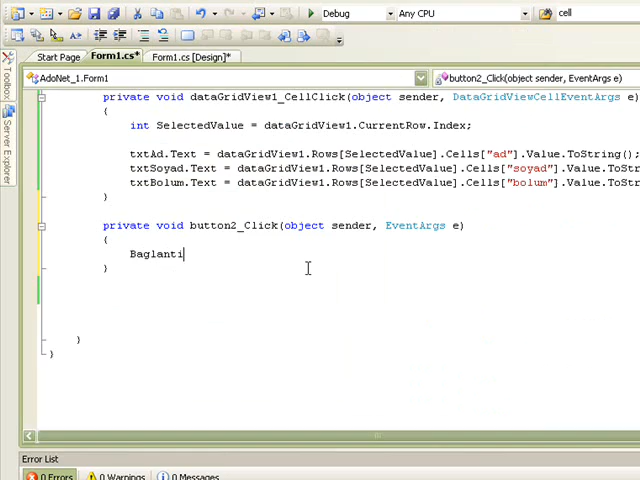 Debug
Any CPU
cell
Start Page
Form1.cs*
Form1.cs [Design]*
AdoNet_1.Form1
button2_Click(object sender, EventArgs e)
Toolbox
Server Explorer
private void dataGridView1_CellClick(object sender, DataGridViewCellEventArgs e)
{
int SelectedValue = dataGridView1.CurrentRow.Index;
txtAd.Text = dataGridView1.Rows[SelectedValue].Cells["ad"].Value.ToString();
txtSoyad.Text = dataGridView1.Rows[SelectedValue].Cells["soyad"].Value.ToStri
txtBolum.Text = dataGridView1.Rows[SelectedValue].Cells["bolum"].Value.ToStri
}
private void button2_Click(object sender, EventArgs e)
{
Baglanti
}
}
}
Error List
0 Errors
0 Warnings
0 Messages